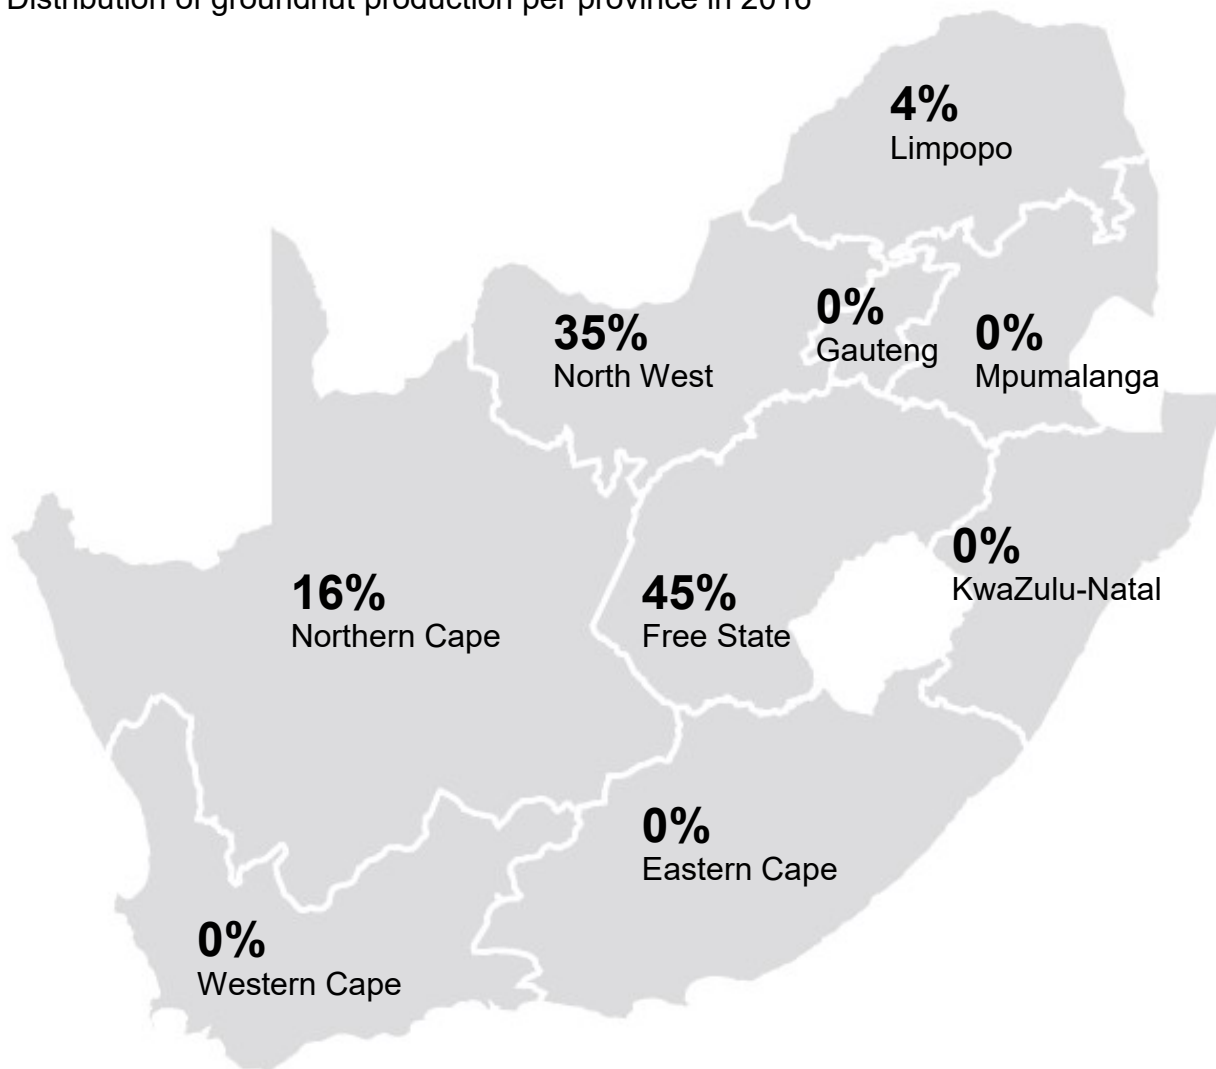 Distribution of groundnut production per province in 2016
4%
Limpopo
0%
Gauteng
35%
North West
0%
Mpumalanga
0%
KwaZulu-Natal
16%
Northern Cape
45%
Free State
0%
Eastern Cape
0%
Western Cape